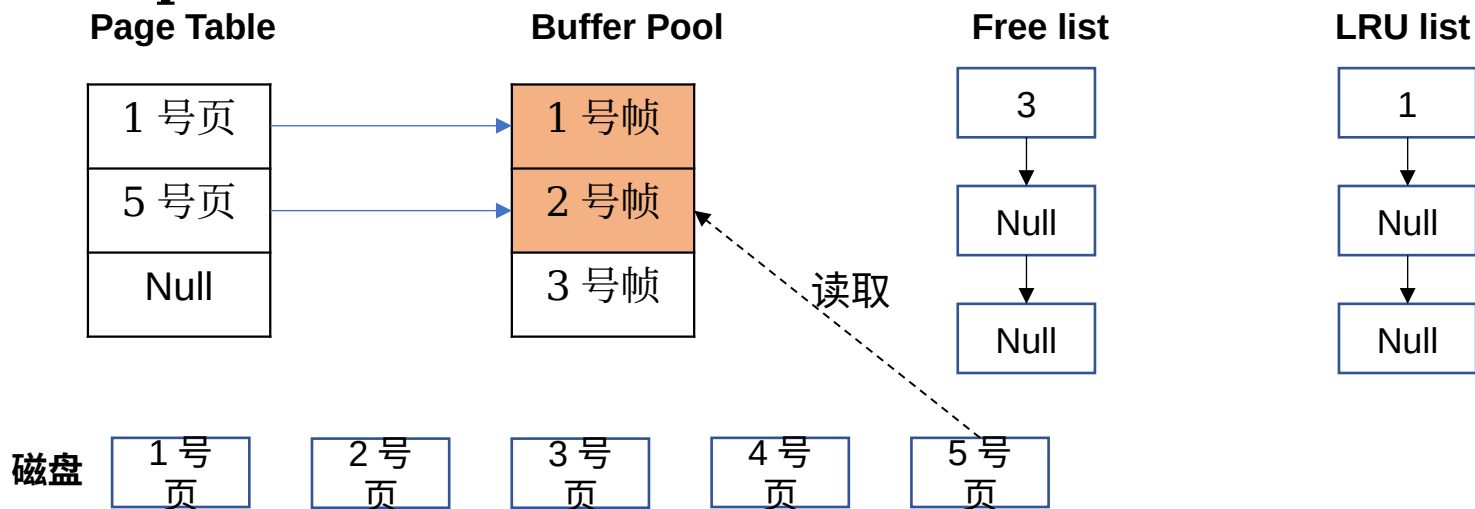 Page Table
Buffer Pool
Free list
LRU list
1 号页
1 号帧
3
1
5 号页
2 号帧
Null
Null
Null
3 号帧
读取
Null
Null
磁盘
1 号
页
2 号
页
3 号
页
4 号
页
5 号
页